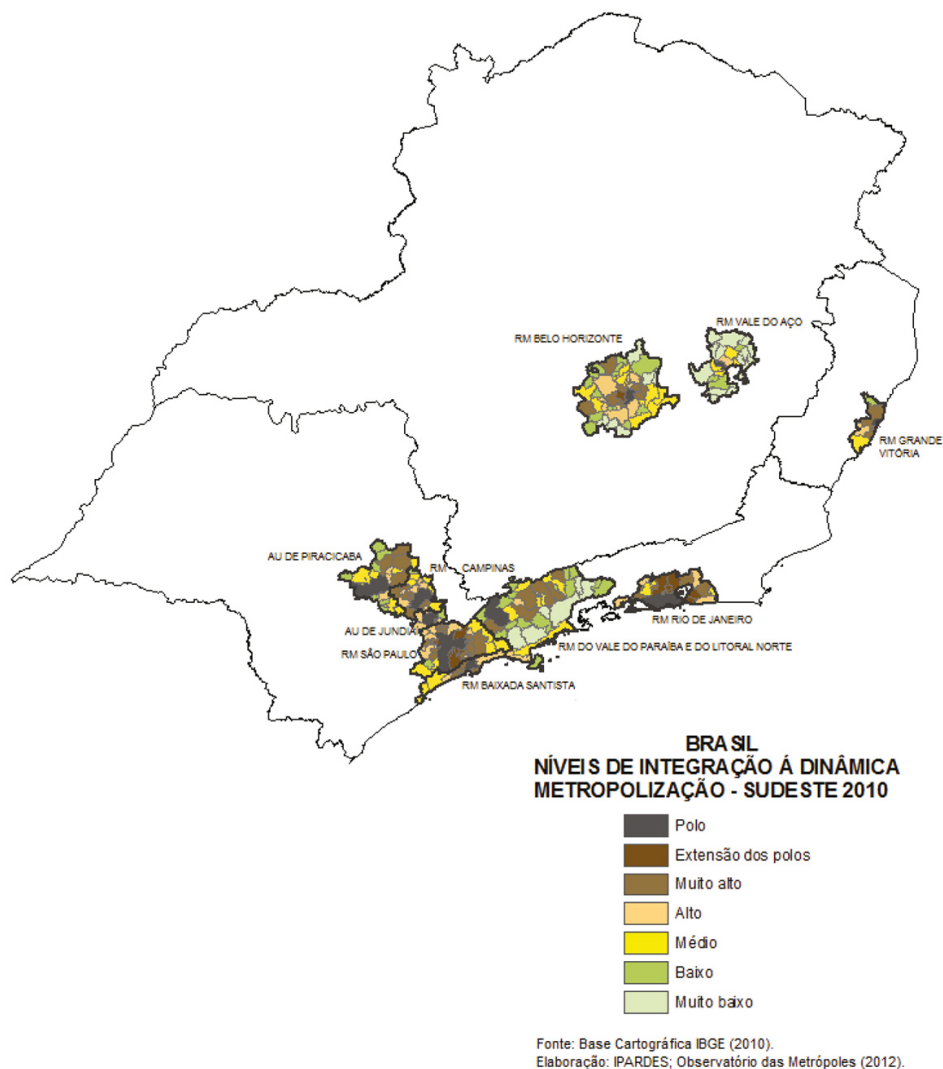 RM VALE DO AÇO
RM BELO HORIZONTE
RM GRANDE
VITÓRIA
AU DE PIRACICABA
RM CAMPINAS
AU DE JUNDIA
RM SÃO PAULO
RM RIO DE JANEIRO
RM DO VALE DO PARAÍBA E DO LITORAL NORTE
RM BAIXADA SANTISTA
BRASIL
NÍVEIS DE INTEGRAÇÃO Á DINÂMICA
METROPOLIZAÇÃO - SUDESTE 2010
Polo
Extensão dos polos
Muito alto
Alto
Médio
Baixo
Muito baixo
Fonte: Base Cartográfica IBGE (2010).
Elaboração: IPARDES; Observatório das Metrópoles (2012).